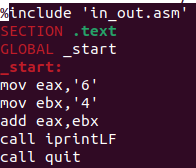 %include 'in_out.asm'
SECTION .text
GLOBAL _start
_start:
mov eax,'6'
mov ebx,'4'
add eax,ebx
call iprintLF
call quit